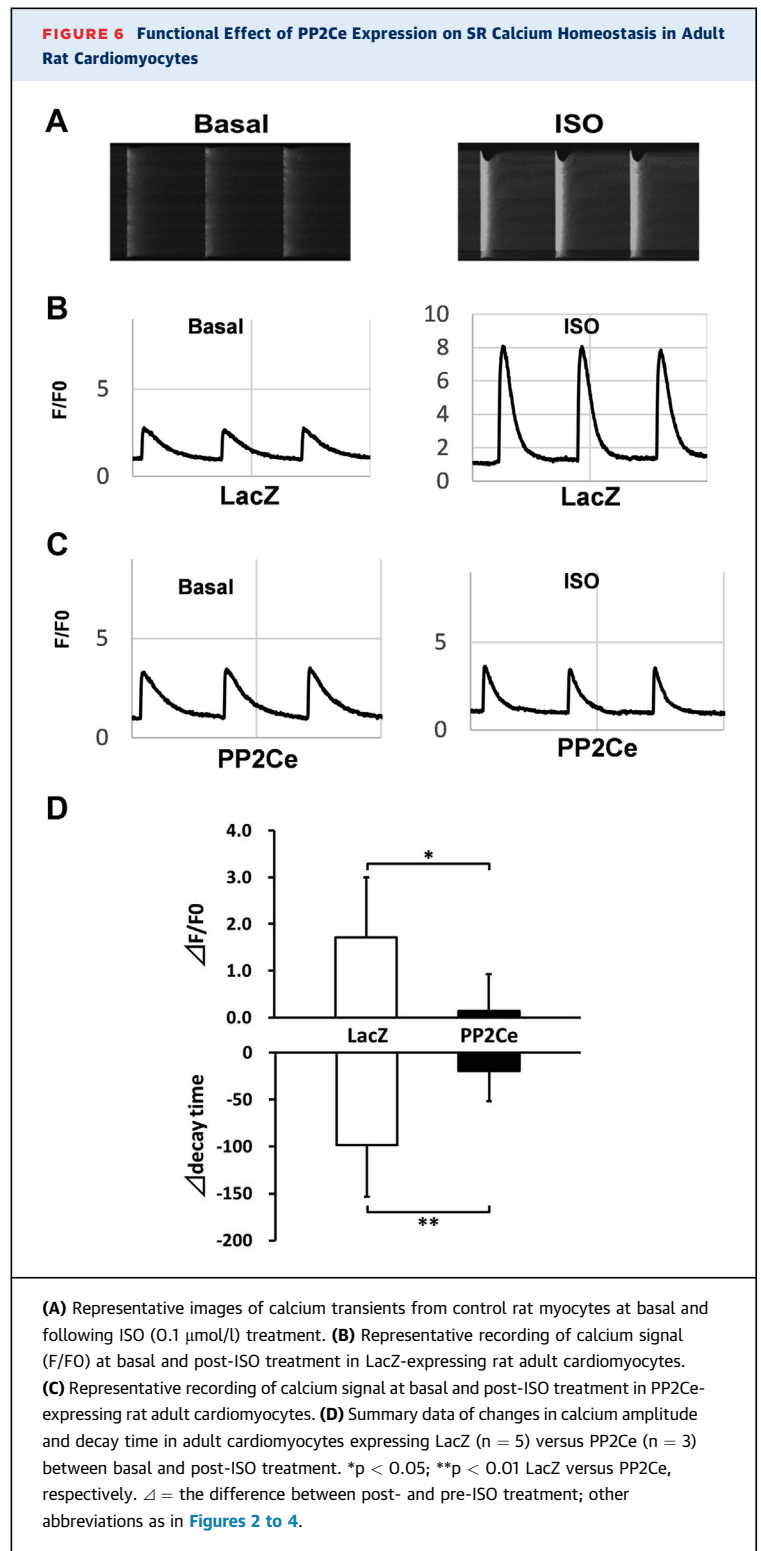 FIGURE 6 Functional Effect of PP2Ce Expression on SR Calcium Homeostasis in Adult
Rat Cardiomyocytes
A
Basal
ISO
B
Basal
5
0
F/F0
LacZ
ISO
10
8
6
4
2
0
LacZ
C
Basal
5
0
F/F0
PP2Ce
ISO
5
0
PP2Ce
D
4.0
3.0
2.0
1.0
0.0
⊿F/F0
*
LacZ
PP2Ce
0
-50
-100
-150
-200
⊿decay time
**
(A) Representative images of calcium transients from control rat myocytes at basal and
following ISO (0.1 μmol/l) treatment. (B) Representative recording of calcium signal
(F/F0) at basal and post-ISO treatment in LacZ-expressing rat adult cardiomyocytes.
(C) Representative recording of calcium signal at basal and post-ISO treatment in PP2Ce-
expressing rat adult cardiomyocytes. (D) Summary data of changes in calcium amplitude
and decay time in adult cardiomyocytes expressing LacZ (n = 5) versus PP2Ce (n = 3)
between basal and post-ISO treatment. *p < 0.05; **p < 0.01 LacZ versus PP2Ce,
respectively. ⊿ = the difference between post- and pre-ISO treatment; other
abbreviations as in Figures 2 to 4.